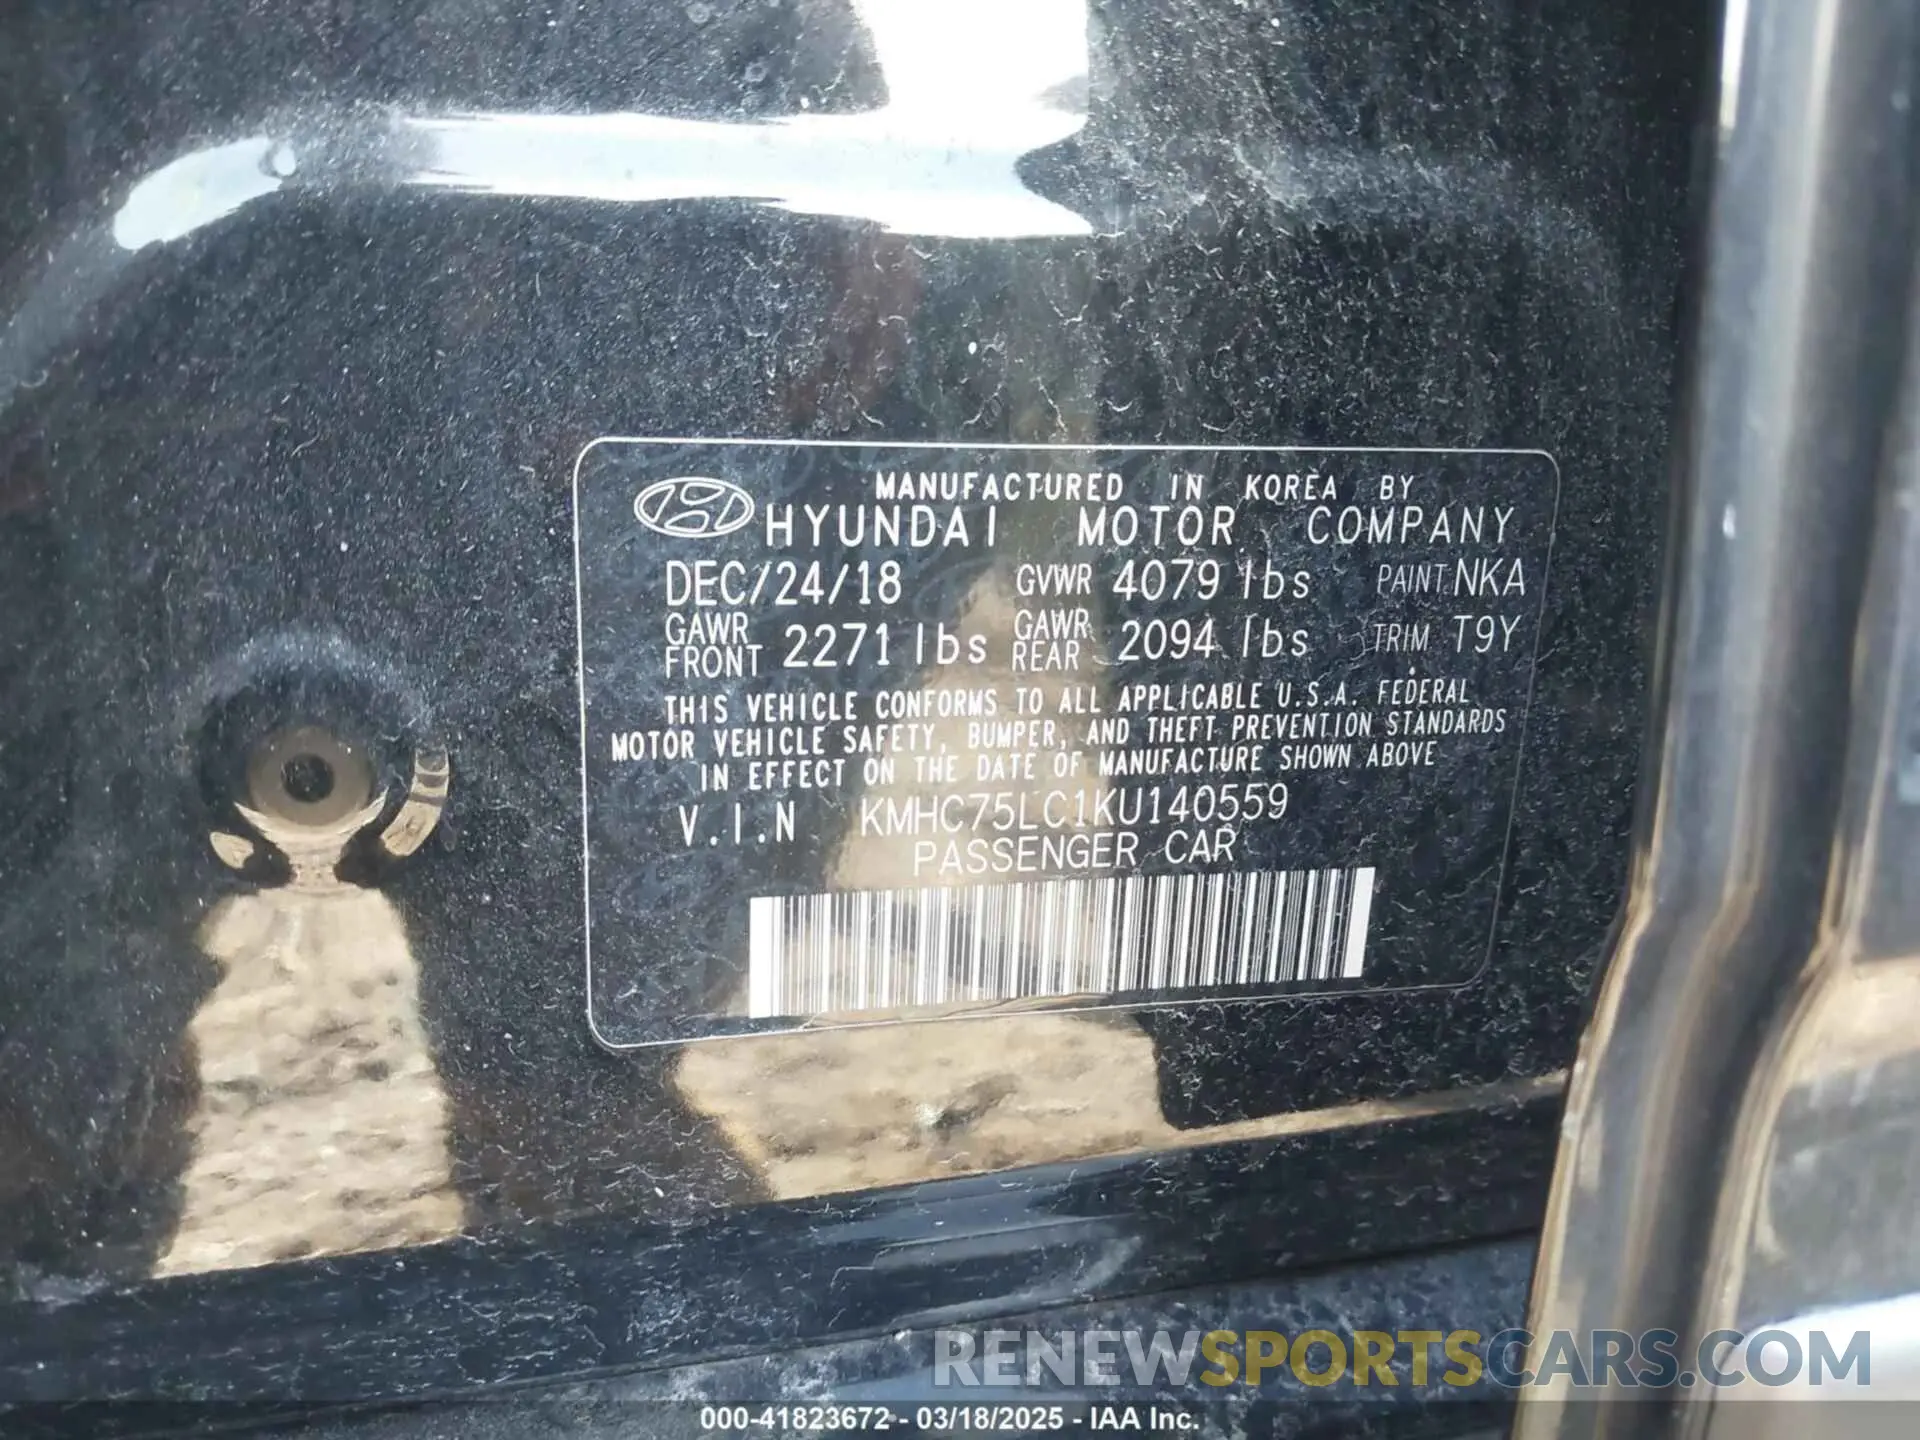 MANUFACTURED IN KOREA BY
HYUNDAI MOTOR COMPANY
DEC/24/18 GVWR 4079 lbs PAINT NKA
GAWR FRONT 2271 lbs GAWR REAR 2094 lbs TRIM T9Y
THIS VEHICLE CONFORMS TO ALL APPLICABLE U.S.A. FEDERAL
MOTOR VEHICLE SAFETY, BUMPER, AND THEFT PREVENTION STANDARDS
IN EFFECT ON THE DATE OF MANUFACTURE SHOWN ABOVE
V.I.N KMHC75LC1KU140559
PASSENGER CAR
RENEWSPORTSCARS.COM
000-41823672 - 03/18/2025 - IAA Inc.